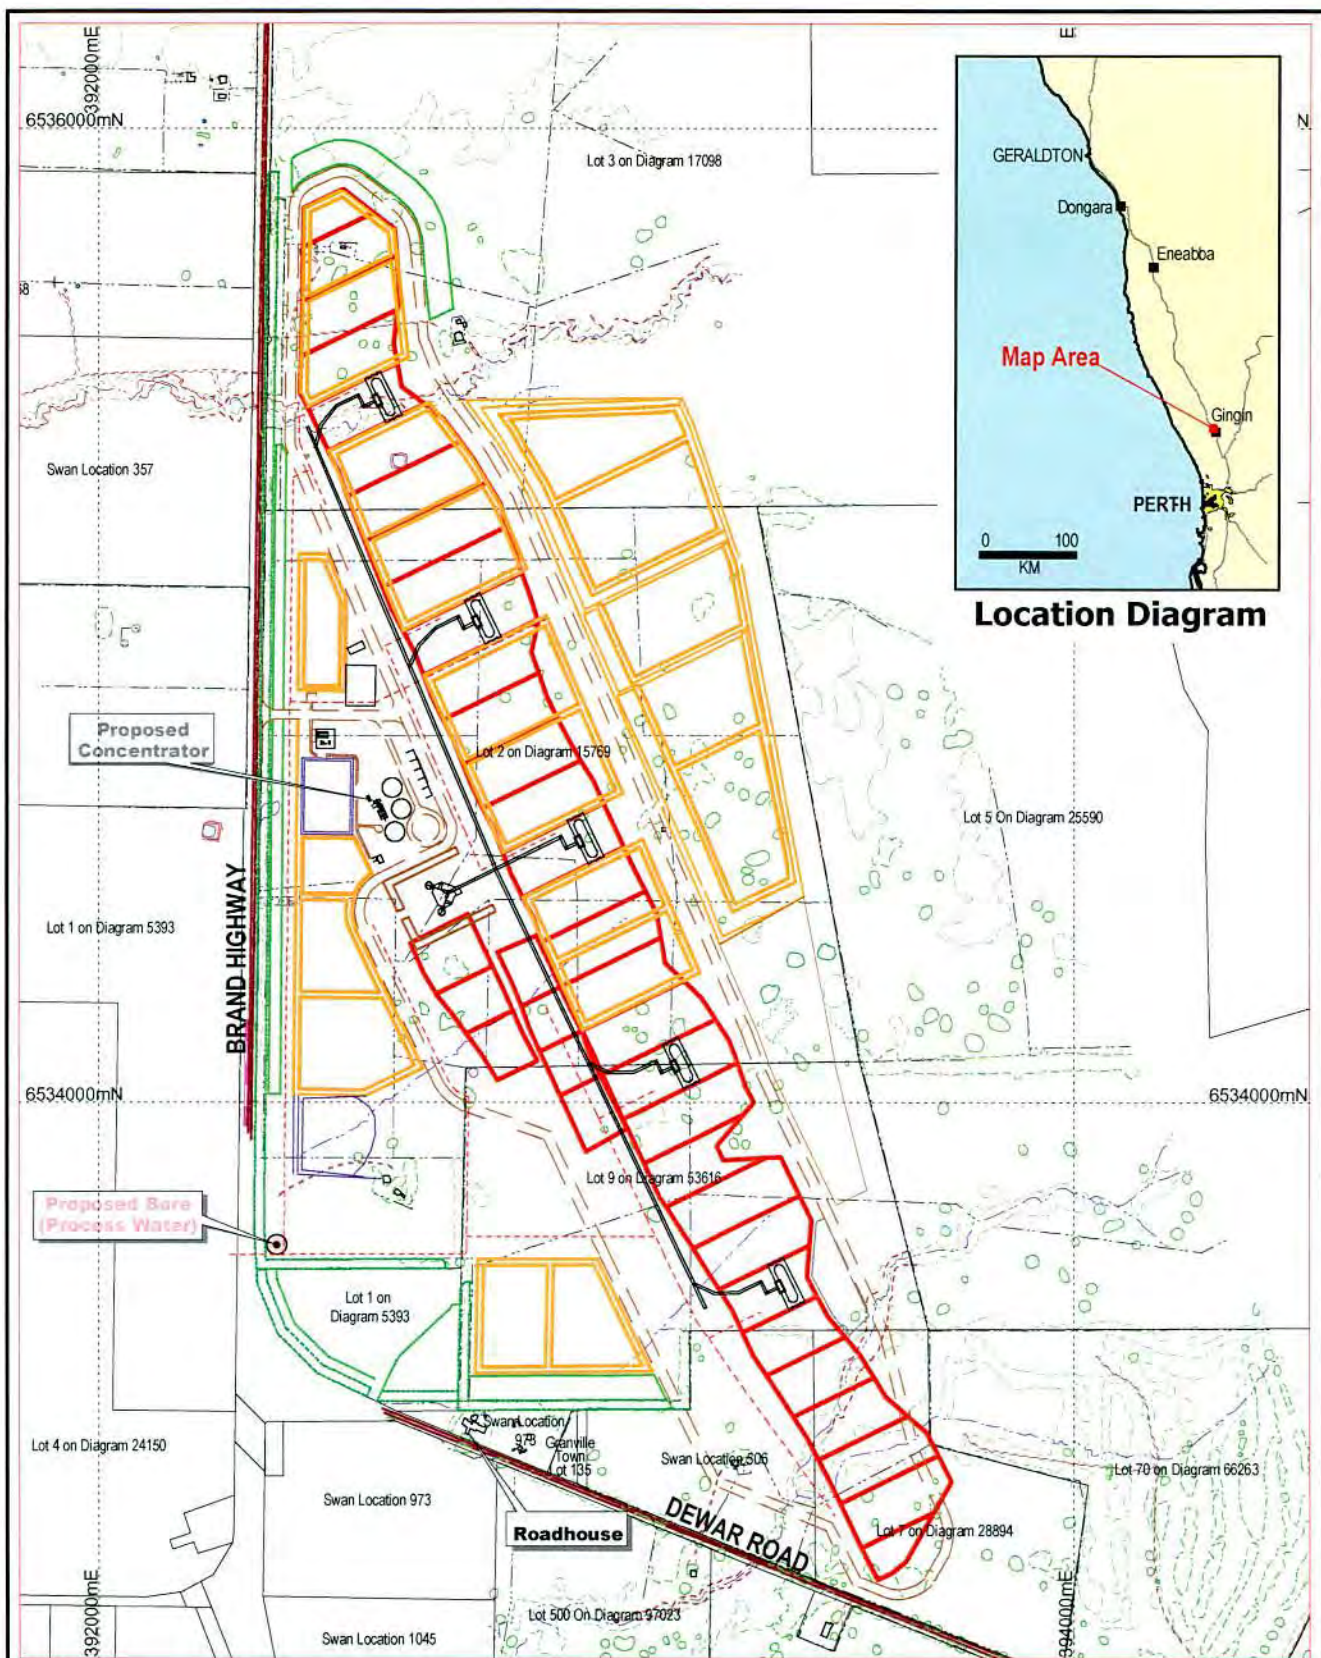 392000mE
E
6536000mN
N
Lot 3 on Diagram 17098
GERALDTON
Dongara
Eneabba
Map Area
Gingin
PERTH
0 100
KM
Location Diagram
Swan Location 357
Proposed
Concentrator
Lot 2 on Diagram 15769
Lot 5 On Diagram 25590
BRAND HIGHWAY
Lot 1 on Diagram 5393
6534000mN
6534000mN
Lot 9 on Diagram 53616
Proposed Bore
(Process Water)
Lot 1 on
Diagram 5393
Lot 4 on Diagram 24150
Swan Location
978
Granville
Town
Lot 135
Swan Location 506
Lot 70 on Diagram 66263
Swan Location 973
Roadhouse
DEWAR ROAD
Lot 7 on Diagram 28894
392000mE
394000mE
Lot 500 On Diagram 97023
Swan Location 1045